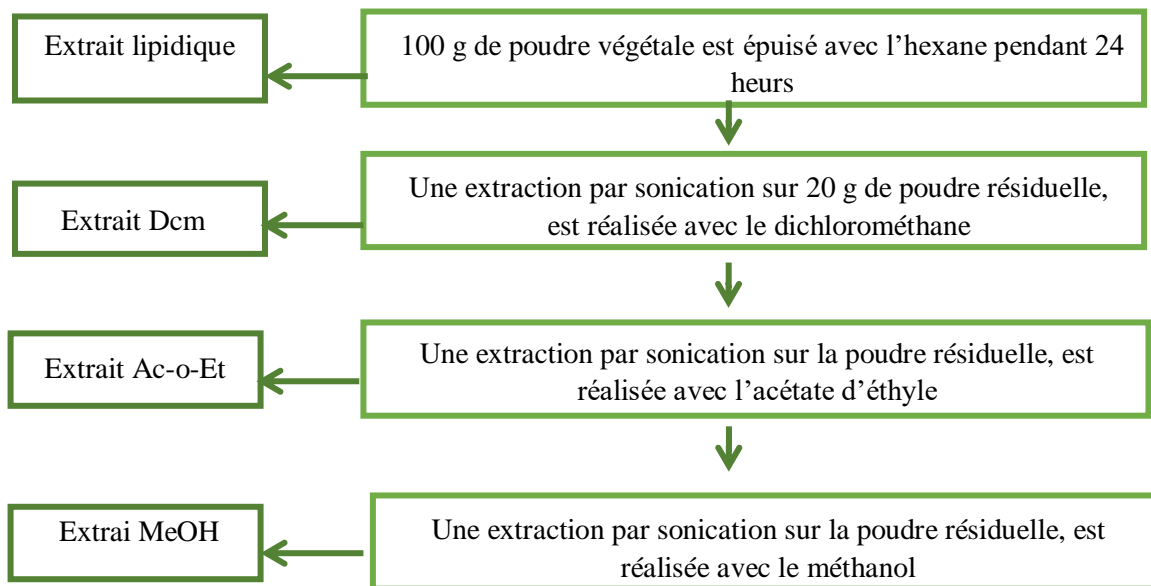 Extrait lipidique
100 g de poudre végétale est épuisé avec l’hexane pendant 24
heurs
Extrait Dcm
Une extraction par sonication sur 20 g de poudre résiduelle,
est réalisée avec le dichlorométhane
Extrait Ac-o-Et
Une extraction par sonication sur la poudre résiduelle, est
réalisée avec l’acétate d’éthyle
Extrai MeOH
Une extraction par sonication sur la poudre résiduelle, est
réalisée avec le méthanol